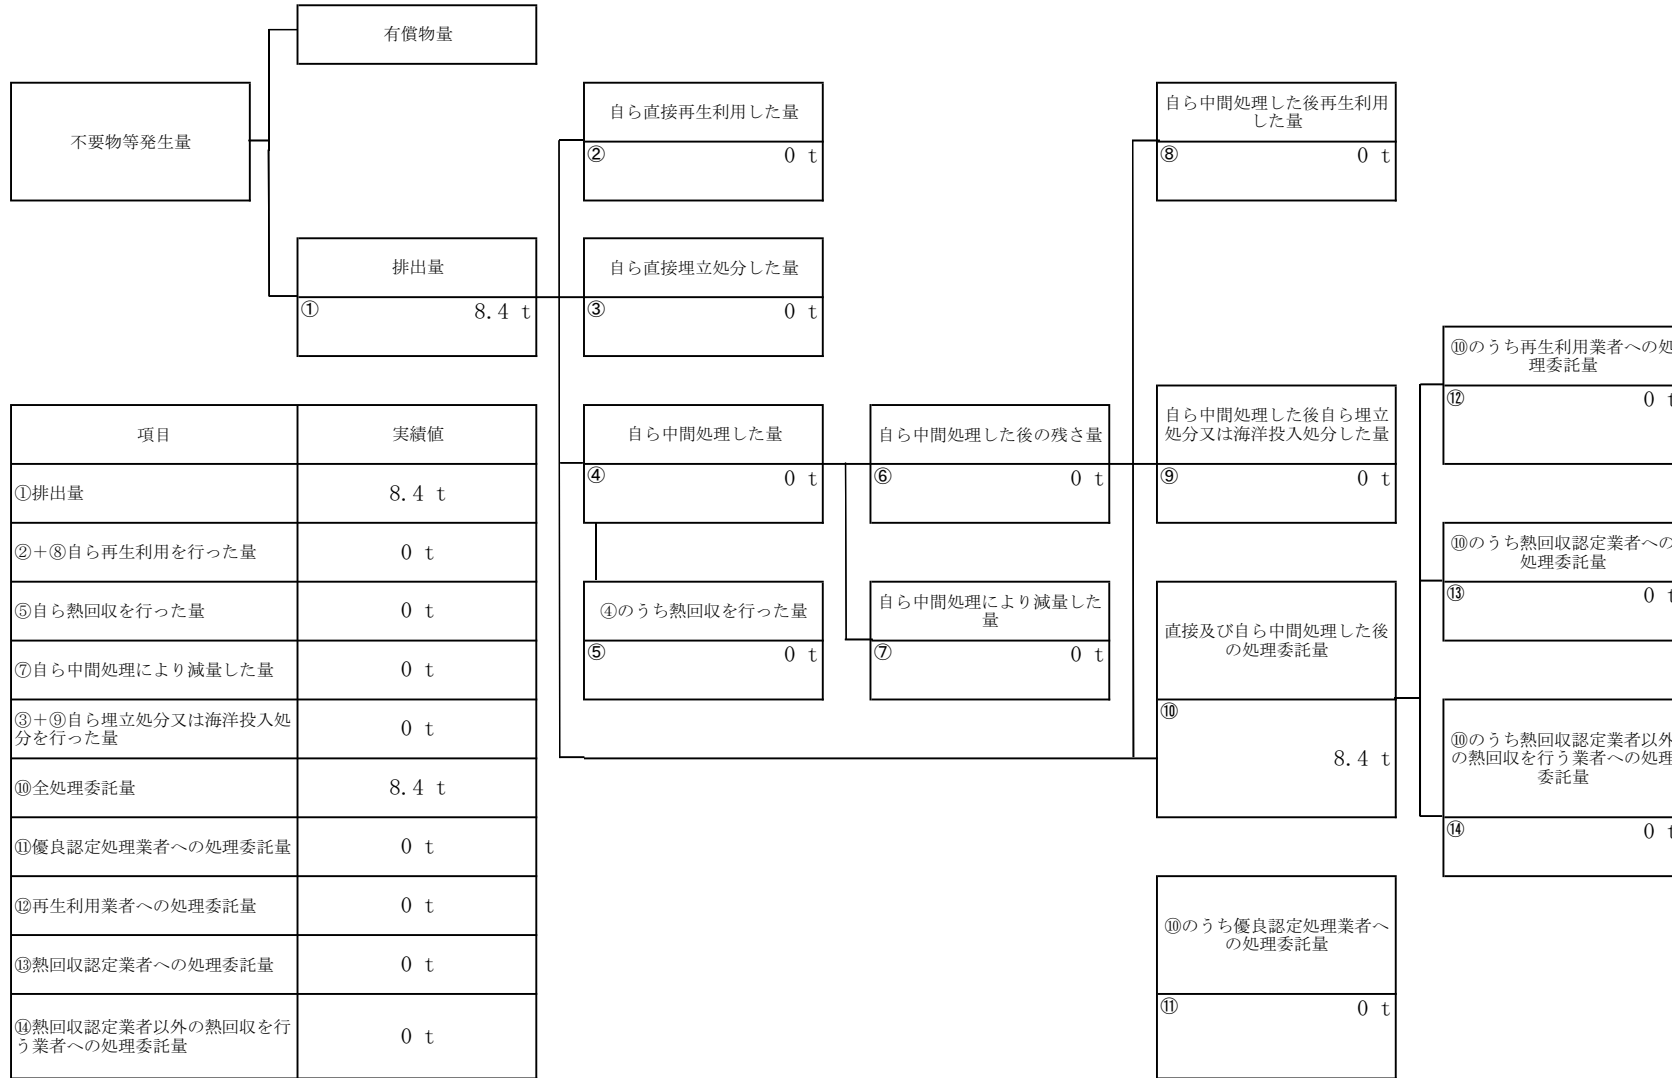 有償物量
不要物等発生量
排出量
①
8.4 t
自ら直接再生利用した量
②
0 t
自ら直接埋立処分した量
③
0 t
自ら中間処理した量
④
0 t
④のうち熱回収を行った量
⑤
0 t
自ら中間処理した後の残さ量
⑥
0 t
自ら中間処理により減量した
量
⑦
0 t
自ら中間処理した後再生利用
した量
⑧
0 t
自ら中間処理した後自ら埋立
処分又は海洋投入処分した量
⑨
0 t
直接及び自ら中間処理した後
の処理委託量
⑩
8.4 t
⑩のうち優良認定処理業者へ
の処理委託量
⑪
0 t
⑩のうち再生利用業者への処
理委託量
⑫
0 t
⑩のうち熱回収認定業者への
処理委託量
⑬
0 t
⑩のうち熱回収認定業者以外
の熱回収を行う業者への処理
委託量
⑭
0 t
項目
実績値
①排出量
8.4 t
②＋⑧自ら再生利用を行った量
0 t
⑤自ら熱回収を行った量
0 t
⑦自ら中間処理により減量した量
0 t
③＋⑨自ら埋立処分又は海洋投入処
分を行った量
0 t
⑩全処理委託量
8.4 t
⑪優良認定処理業者への処理委託量
0 t
⑫再生利用業者への処理委託量
0 t
⑬熱回収認定業者への処理委託量
0 t
⑭熱回収認定業者以外の熱回収を行
う業者への処理委託量
0 t